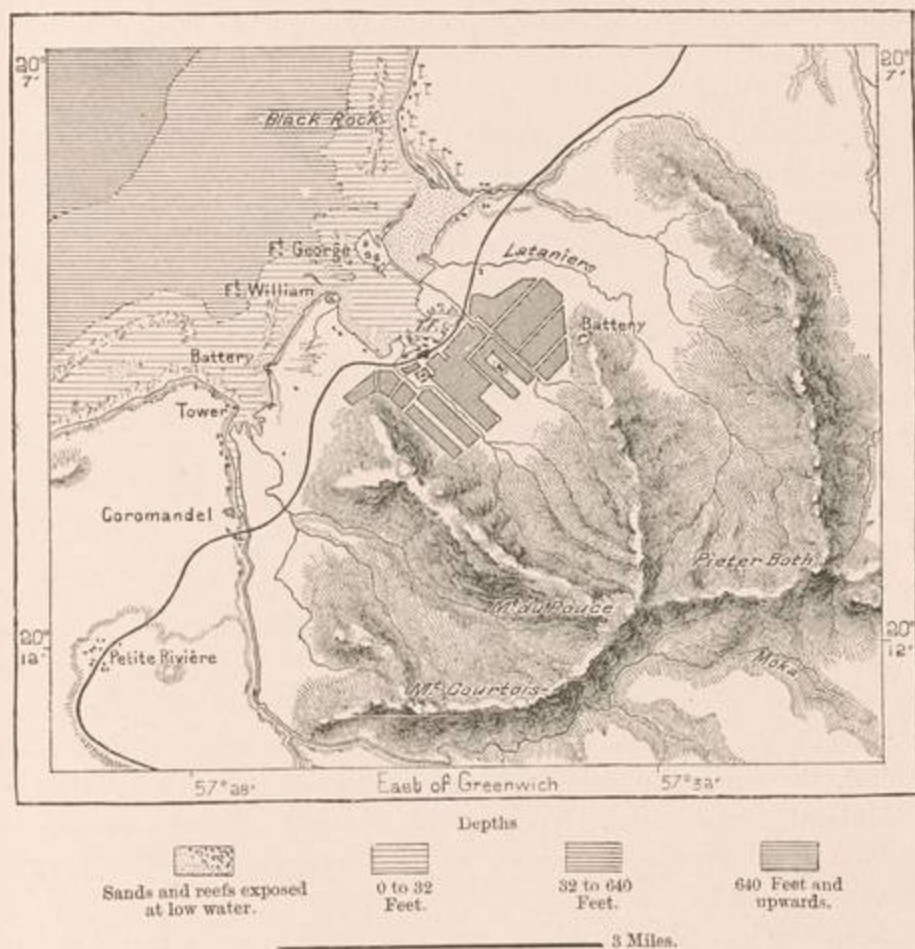 20°
7'
20°
7'
Black Rock
Ft. George
Latanière
Ft. William
Battery
Battery
Tower
Coromandel
Pieter Both
Mt. du Pouce
20°
12'
20°
12'
Petite Rivière
Moka
Mt. Courtois
57° 28'
East of Greenwich
57° 32'
Depths
Sands and reefs exposed
at low water.
0 to 32
Feet.
32 to 640
Feet.
640 Feet and
upwards.
3 Miles.